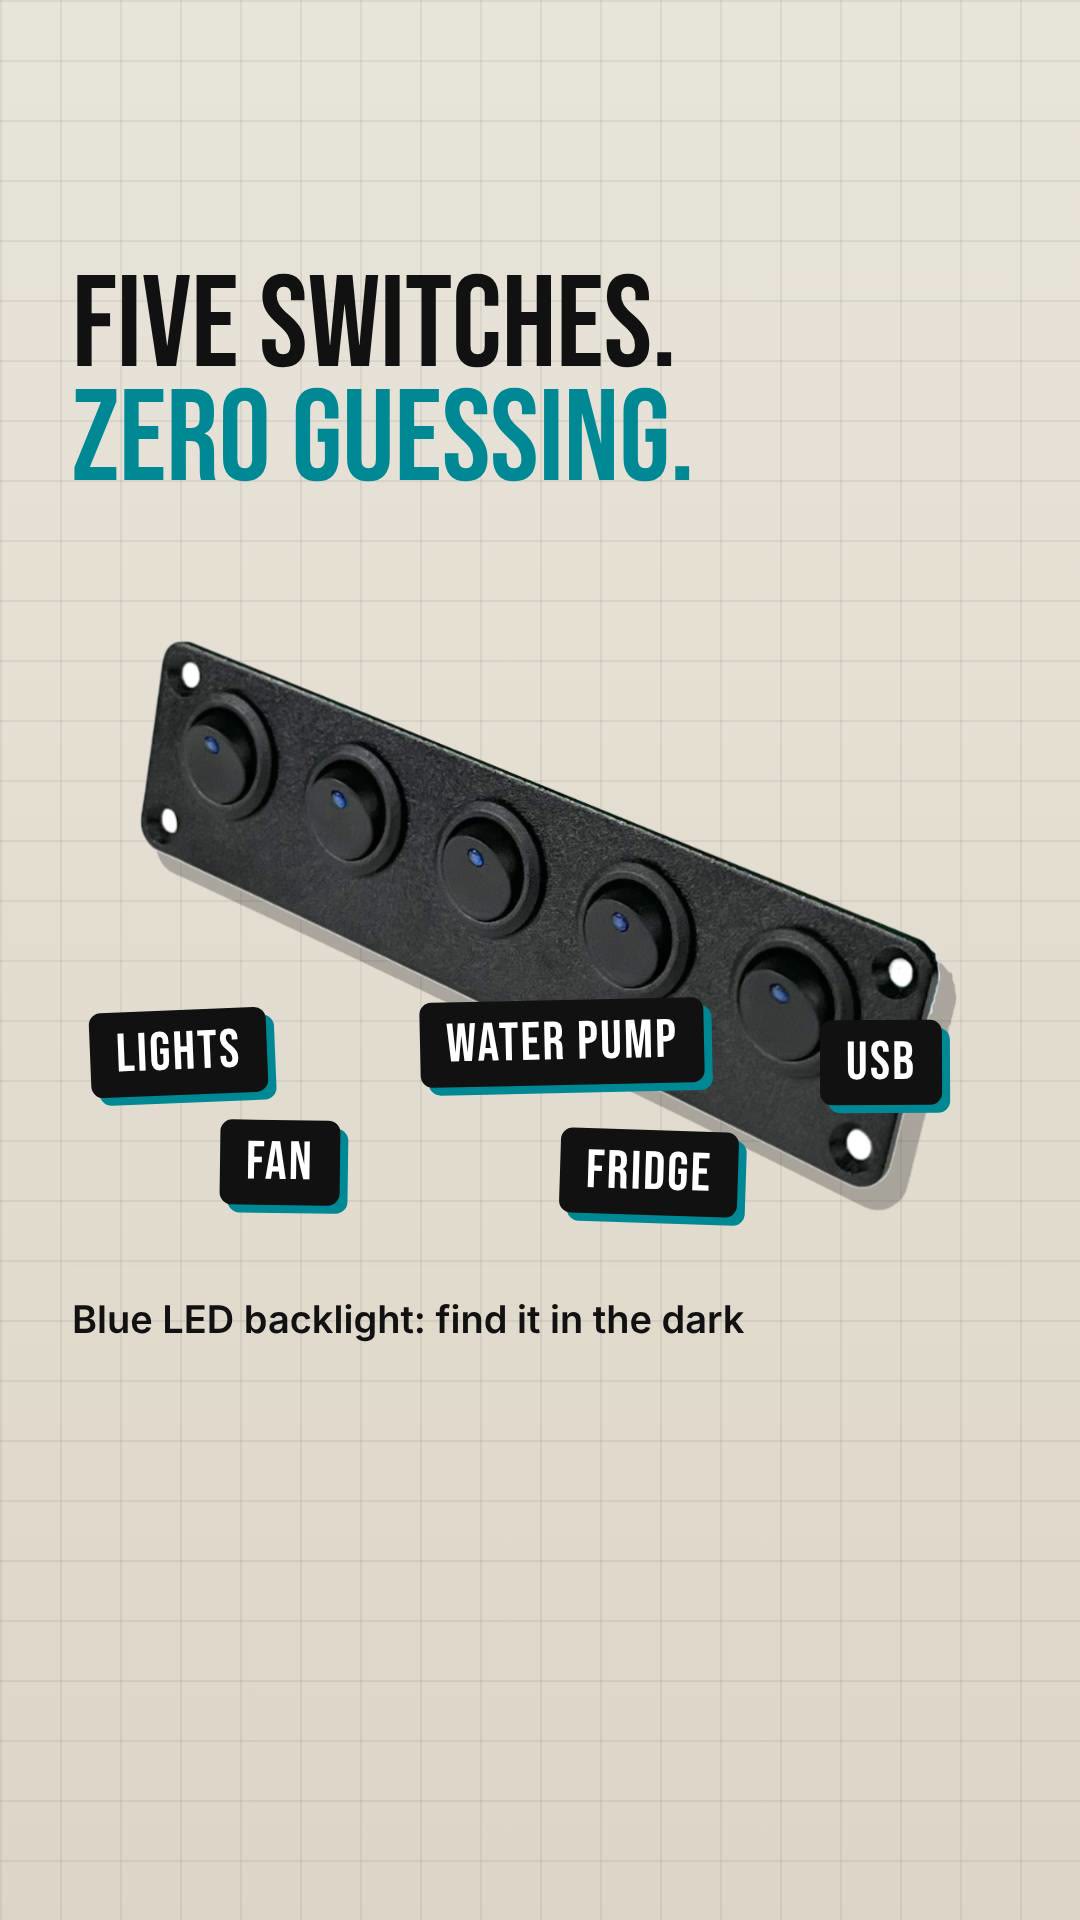 FIVE SWITCHES.
ZERO GUESSING.
LIGHTS
WATER PUMP
USB
FAN
FRIDGE
Blue LED backlight: find it in the dark